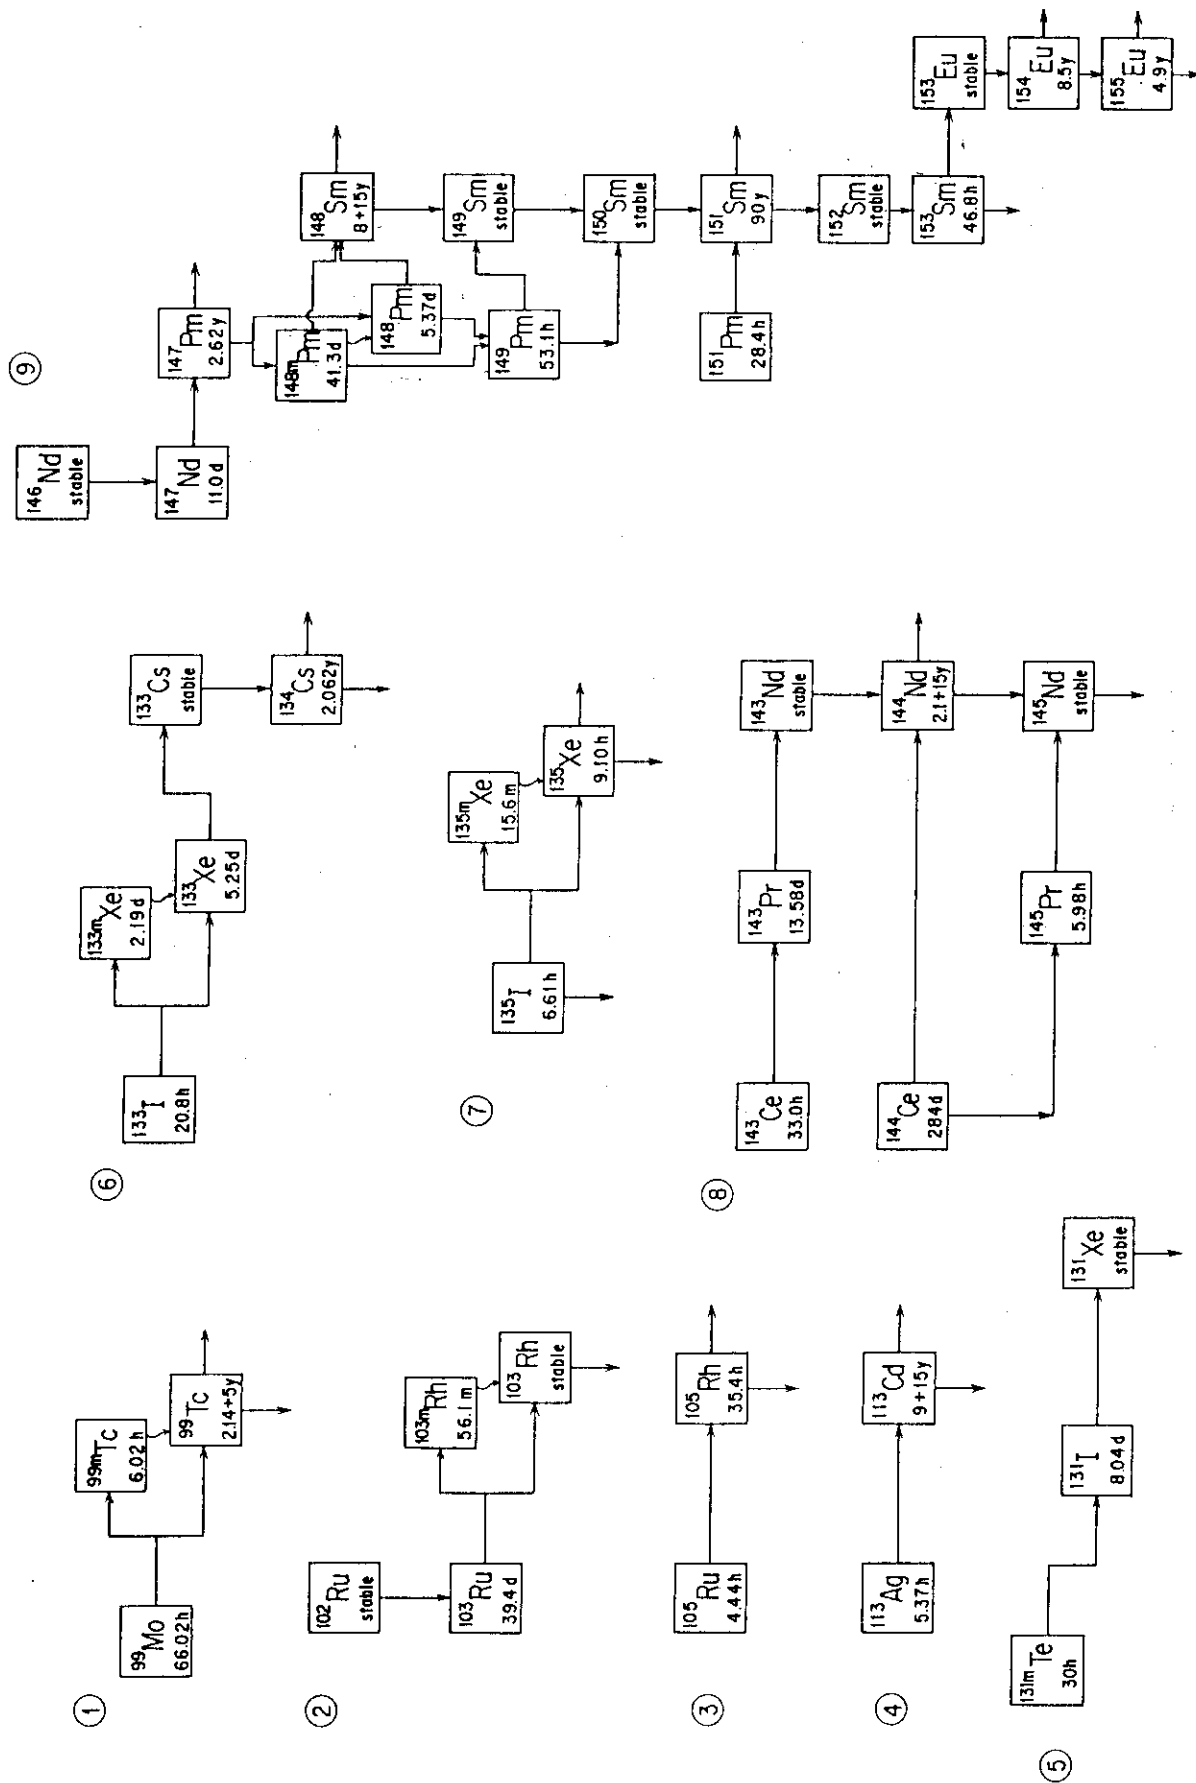 ①
⁹⁹Mo
66.02h
⁹⁹ᵐTc
6.02h
⁹⁹Tc
2.14+5y
②
¹⁰²Ru
stable
¹⁰³Ru
39.4d
¹⁰³ᵐRh
56.1m
¹⁰³Rh
stable
③
¹⁰⁵Ru
4.44h
¹⁰⁵Rh
35.4h
④
¹¹³Ag
5.37h
¹¹³Cd
9+15y
⑤
¹³¹ᵐTe
30h
¹³¹I
8.04d
¹³¹Xe
stable
⑥
¹³³I
20.8h
¹³³ᵐXe
2.19d
¹³³Xe
5.25d
¹³³Cs
stable
¹³⁴Cs
2.062y
⑦
¹³⁵I
6.61h
¹³⁵ᵐXe
15.6m
¹³⁵Xe
9.10h
⑧
¹⁴³Ce
33.0h
¹⁴³Pr
13.58d
¹⁴³Nd
stable
¹⁴⁴Ce
284d
¹⁴⁴Nd
2.1+15y
¹⁴⁵Pr
5.98h
¹⁴⁵Nd
stable
⑨
¹⁴⁶Nd
stable
¹⁴⁷Nd
11.0d
¹⁴⁷Pm
2.62y
¹⁴⁸ᵐPm
41.3d
¹⁴⁸Pm
5.37d
¹⁴⁸Sm
8+15y
¹⁴⁹Pm
53.1h
¹⁴⁹Sm
stable
¹⁵⁰Sm
stable
¹⁵¹Pm
28.4h
¹⁵¹Sm
90y
¹⁵²Sm
stable
¹⁵³Sm
46.8h
¹⁵³Eu
stable
¹⁵⁴Eu
8.5y
¹⁵⁵Eu
4.9y